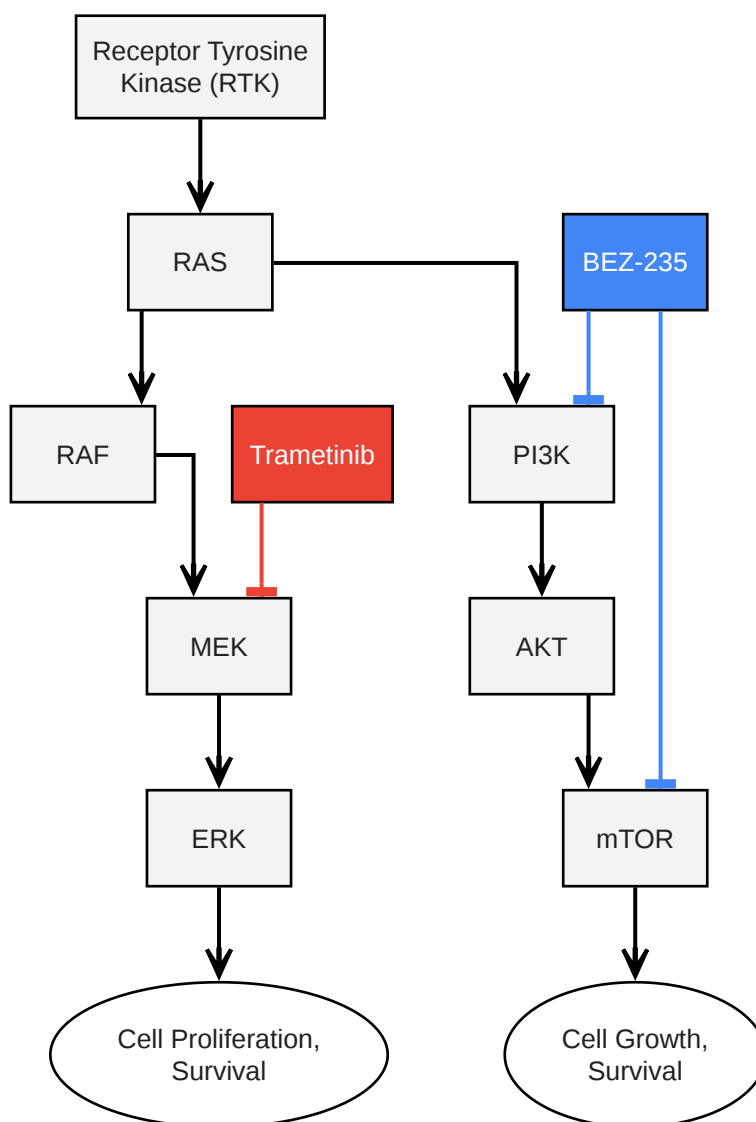 Receptor Tyrosine
Kinase (RTK)
RAS
BEZ-235
RAF
Trametinib
PI3K
MEK
AKT
ERK
mTOR
Cell Proliferation,
Survival
Cell Growth,
Survival